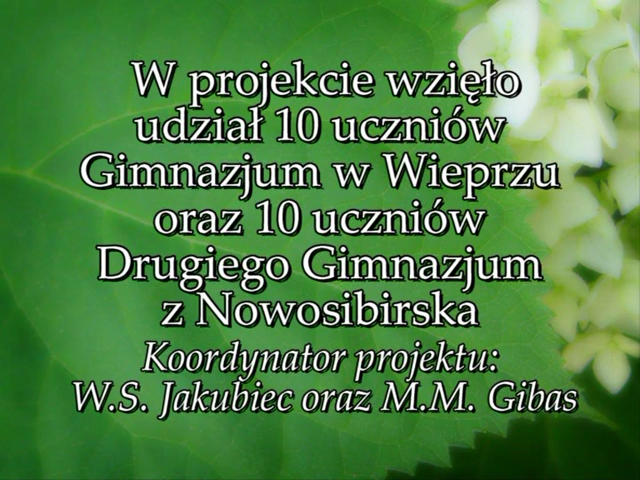 W projekcie wzięło
udział 10 uczniów
Gimnazjum w Wieprzu
oraz 10 uczniów
Drugiego Gimnazjum
z Nowosibirska
Koordynator projektu:
W.S. Jakubiec oraz M.M. Gibas